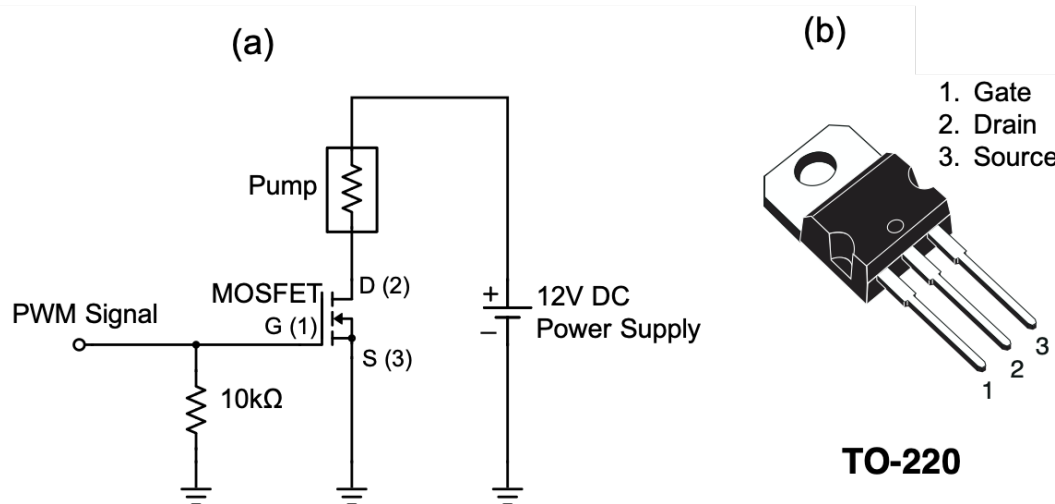 (a)
Pump
MOSFET
D (2)
G (1)
S (3)
PWM Signal
10kΩ
+
12V DC
Power Supply
–
(b)
1. Gate
2. Drain
3. Source
1
2
3
TO-220